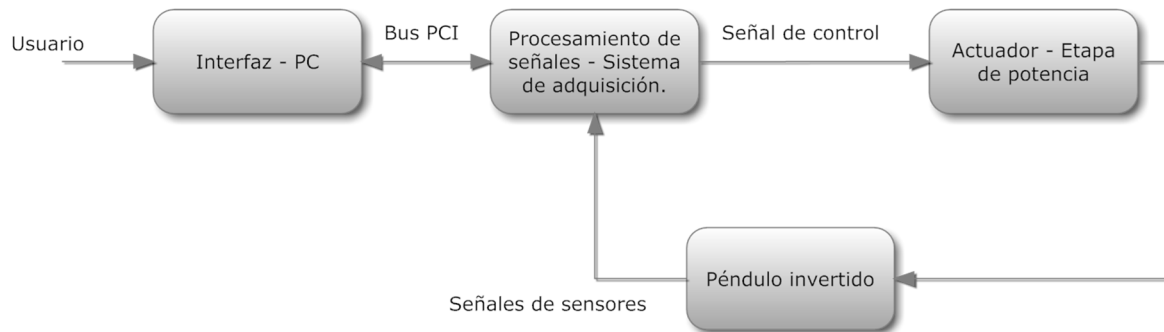 Usuario
Interfaz - PC
Bus PCI
Procesamiento de
señales - Sistema
de adquisición.
Señal de control
Actuador - Etapa
de potencia
Péndulo invertido
Señales de sensores